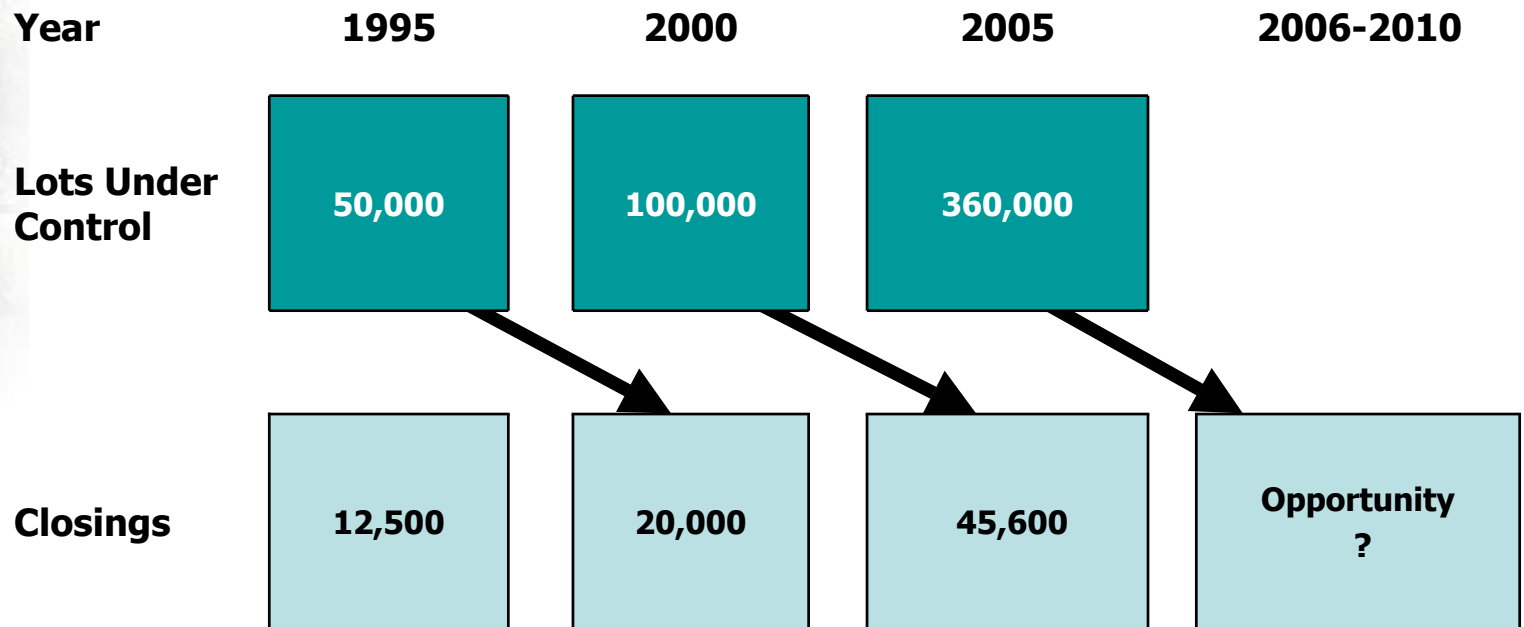 Year 1995 2000 2005 2006-2010
Lots Under
Control
50,000 100,000 360,000
Closings 12,500 20,000 45,600
Opportunity
?